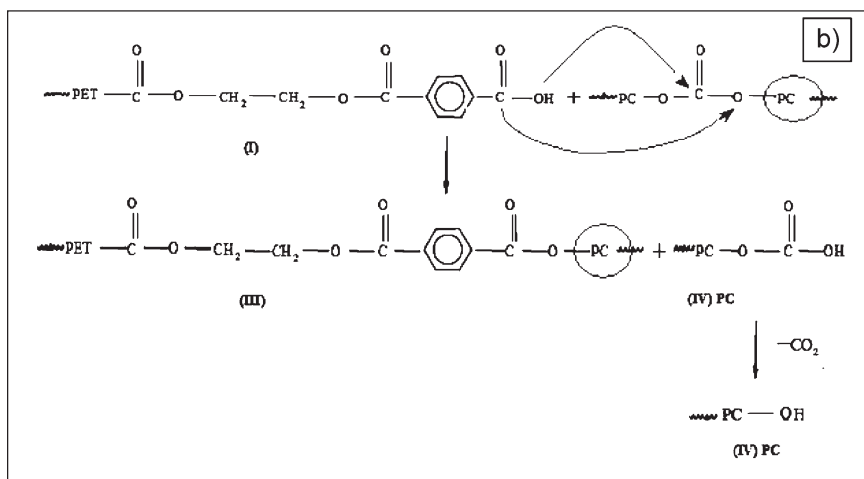 b)
O O O O
PET C O CH2 CH2 O C C OH + PC O C O PC
(I)
O O O O
PET C O CH2 CH2 O C C O PC + PC O C OH
(III) (IV) PC
—CO2
PC — OH
(IV) PC